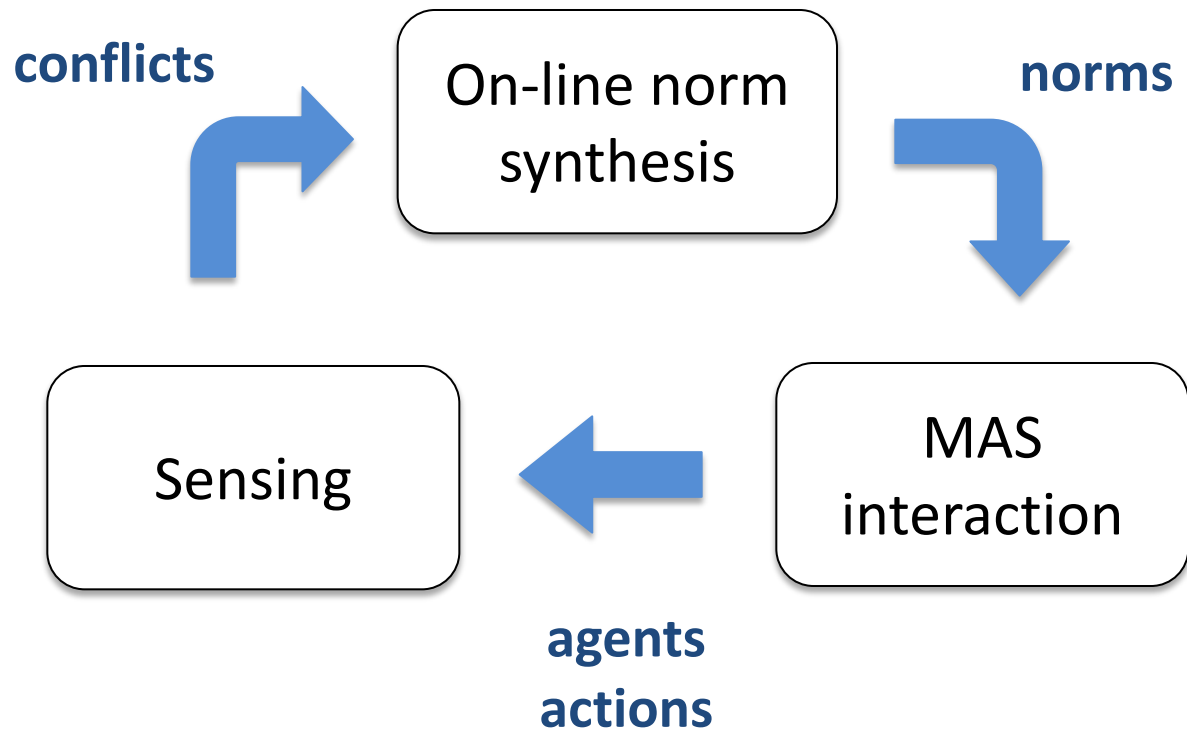 conflicts
On-line norm
synthesis
norms
Sensing
MAS
interaction
agents
actions